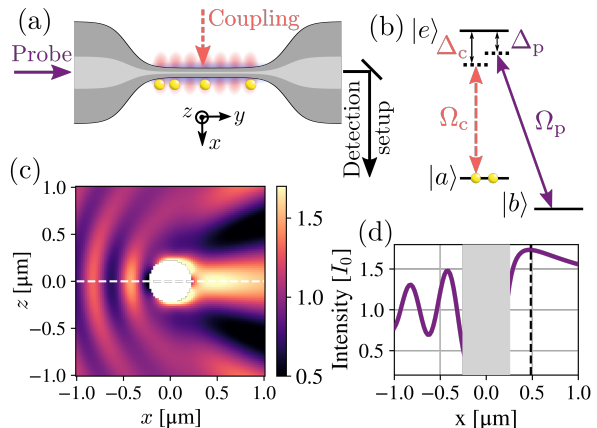 (a)
Coupling
Probe
z
y
x
Detection
setup
(b)
|e⟩
Δc
Δp
Ωc
Ωp
|a⟩
|b⟩
(c)
1.0
0.5
0.0
−0.5
−1.0
z [µm]
−1.0 −0.5 0.0 0.5 1.0
x [µm]
1.5
1.0
0.5
(d)
Intensity [I₀]
1.5
1.0
0.5
−1.0 −0.5 0.0 0.5 1.0
x [µm]